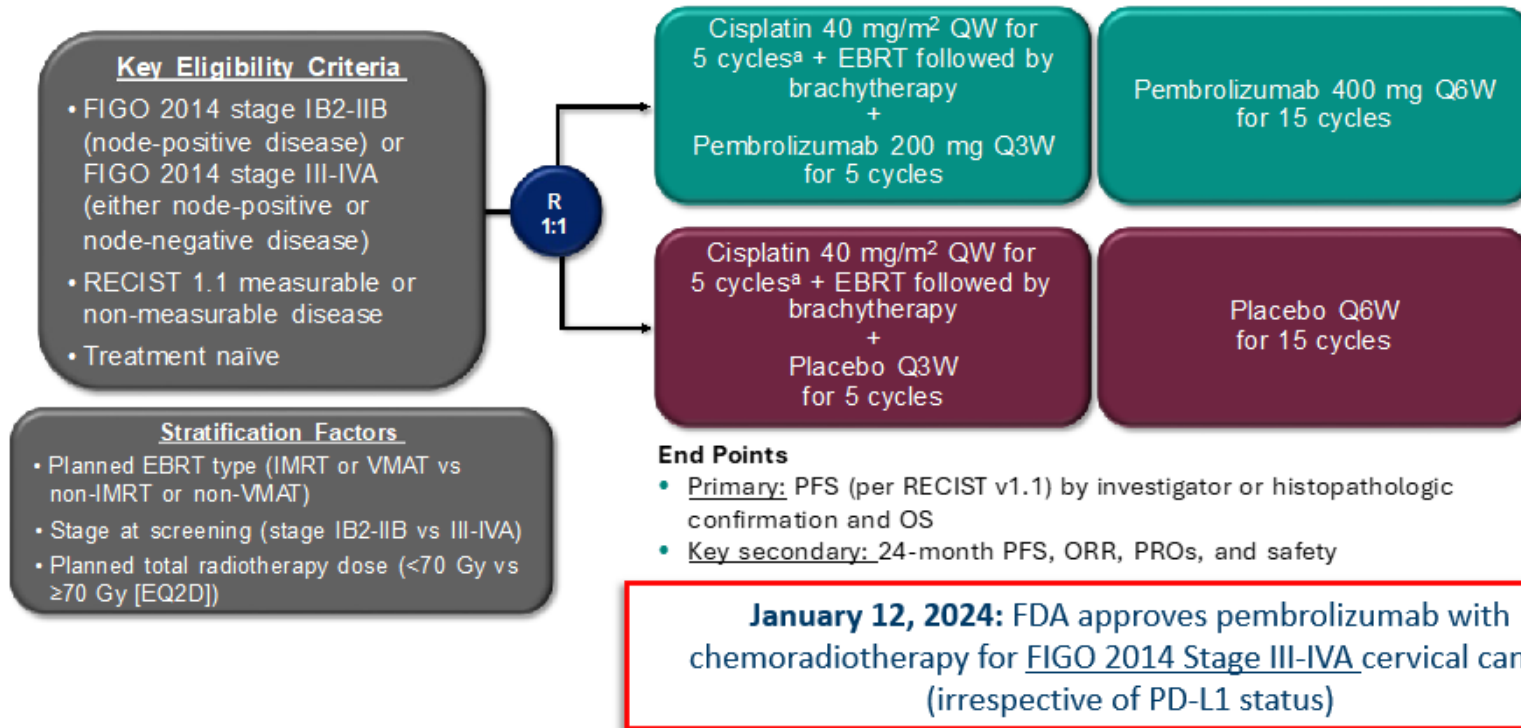 Key Eligibility Criteria
• FIGO 2014 stage IB2-IIB
(node-positive disease) or
FIGO 2014 stage III-IVA
(either node-positive or
node-negative disease)
• RECIST 1.1 measurable or
non-measurable disease
• Treatment naïve
Stratification Factors
• Planned EBRT type (IMRT or VMAT vs
non-IMRT or non-VMAT)
• Stage at screening (stage IB2-IIB vs III-IVA)
• Planned total radiotherapy dose (<70 Gy vs
≥70 Gy [EQ2D])
R
1:1
Cisplatin 40 mg/m² QW for
5 cyclesᵃ + EBRT followed by
brachytherapy
+
Pembrolizumab 200 mg Q3W
for 5 cycles
Pembrolizumab 400 mg Q6W
for 15 cycles
Cisplatin 40 mg/m² QW for
5 cyclesᵃ + EBRT followed by
brachytherapy
+
Placebo Q3W
for 5 cycles
Placebo Q6W
for 15 cycles
End Points
• Primary: PFS (per RECIST v1.1) by investigator or histopathologic
confirmation and OS
• Key secondary: 24-month PFS, ORR, PROs, and safety
January 12, 2024: FDA approves pembrolizumab with
chemoradiotherapy for FIGO 2014 Stage III-IVA cervical can
(irrespective of PD-L1 status)